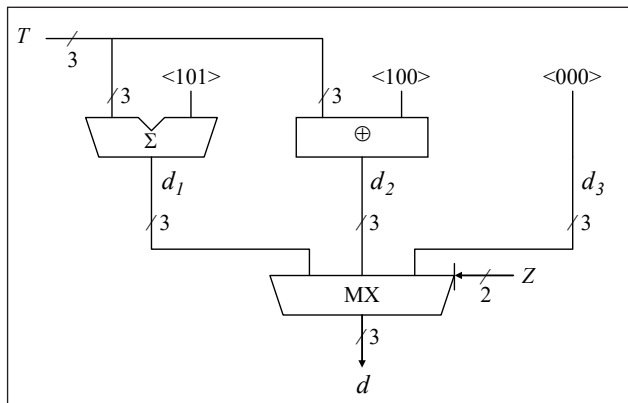 T
3
<101> <100> <000>
3 3
Σ ⊕
d1 d2 d3
3 3 3
MX Z
2
3
d